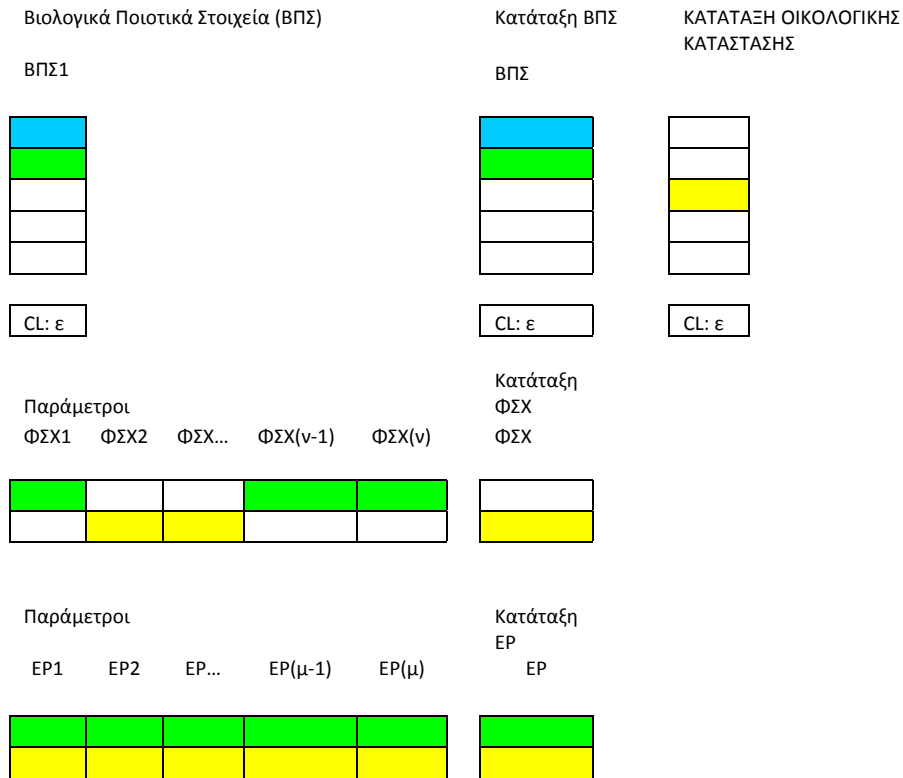 Βιολογικά Ποιοτικά Στοιχεία (ΒΠΣ)
Κατάταξη ΒΠΣ
ΚΑΤΑΤΑΞΗ ΟΙΚΟΛΟΓΙΚΗΣ
ΚΑΤΑΣΤΑΣΗΣ
ΒΠΣ1
ΒΠΣ
CL: ε
CL: ε
CL: ε
Παράμετροι
Κατάταξη
ΦΣΧ
ΦΣΧ1 ΦΣΧ2 ΦΣΧ... ΦΣΧ(ν-1) ΦΣΧ(ν)
ΦΣΧ
Παράμετροι
Κατάταξη
ΕΡ
ΕΡ1 ΕΡ2 ΕΡ... ΕΡ(μ-1) ΕΡ(μ)
ΕΡ